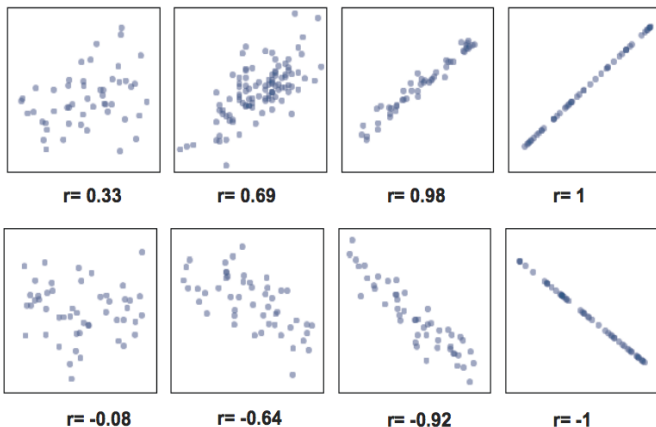 r= 0.33 r= 0.69 r= 0.98 r= 1
r= -0.08 r= -0.64 r= -0.92 r= -1